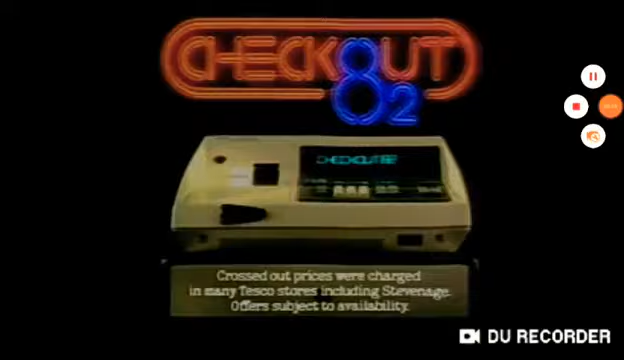 CHECKOUT
82
CHECKOUT 82
Crossed out prices were charged
in many Tesco stores including Stevenage.
Offers subject to availability.
DU RECORDER